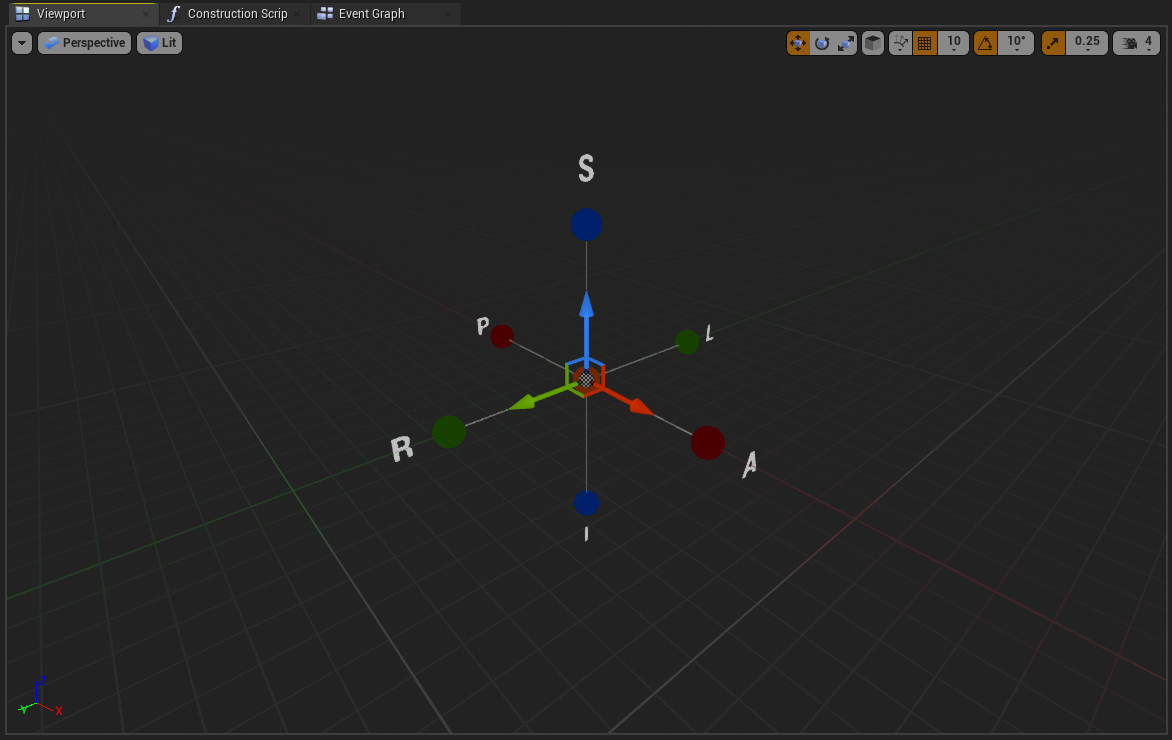 Viewport
Construction Scrip
Event Graph
Perspective
Lit
10
10°
0.25
4
S
P
L
R
A
I
Z
Y
X